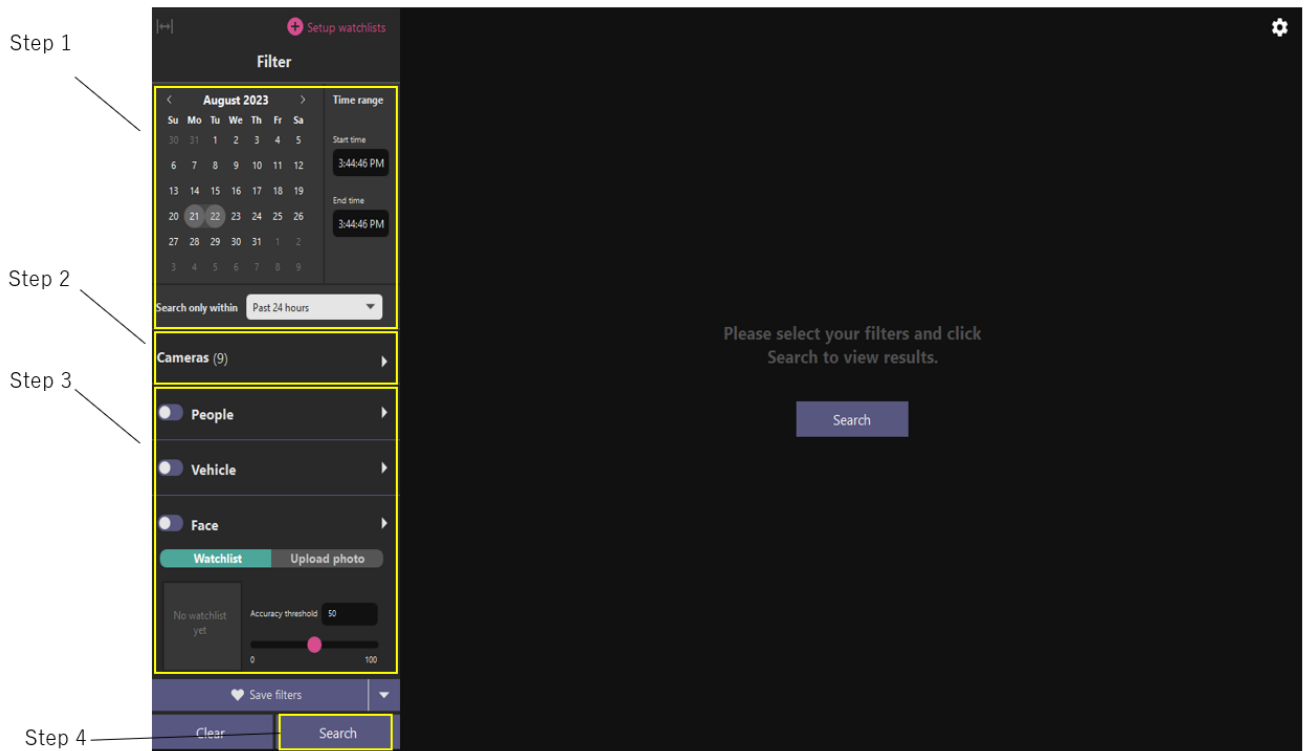 Step 1
Setup watchlists
Filter
August 2023
Time range
Su Mo Tu We Th Fr Sa
30 31 1 2 3 4 5
Start time
6 7 8 9 10 11 12
3:44:46 PM
13 14 15 16 17 18 19
End time
20 21 22 23 24 25 26
3:44:46 PM
27 28 29 30 31 1 2
3 4 5 6 7 8 9
Step 2
Search only within Past 24 hours
Cameras (9)
Step 3
People
Vehicle
Face
Watchlist Upload photo
No watchlist
yet
Accuracy threshold 50
0 100
Save filters
Step 4
Clear Search
Please select your filters and click
Search to view results.
Search